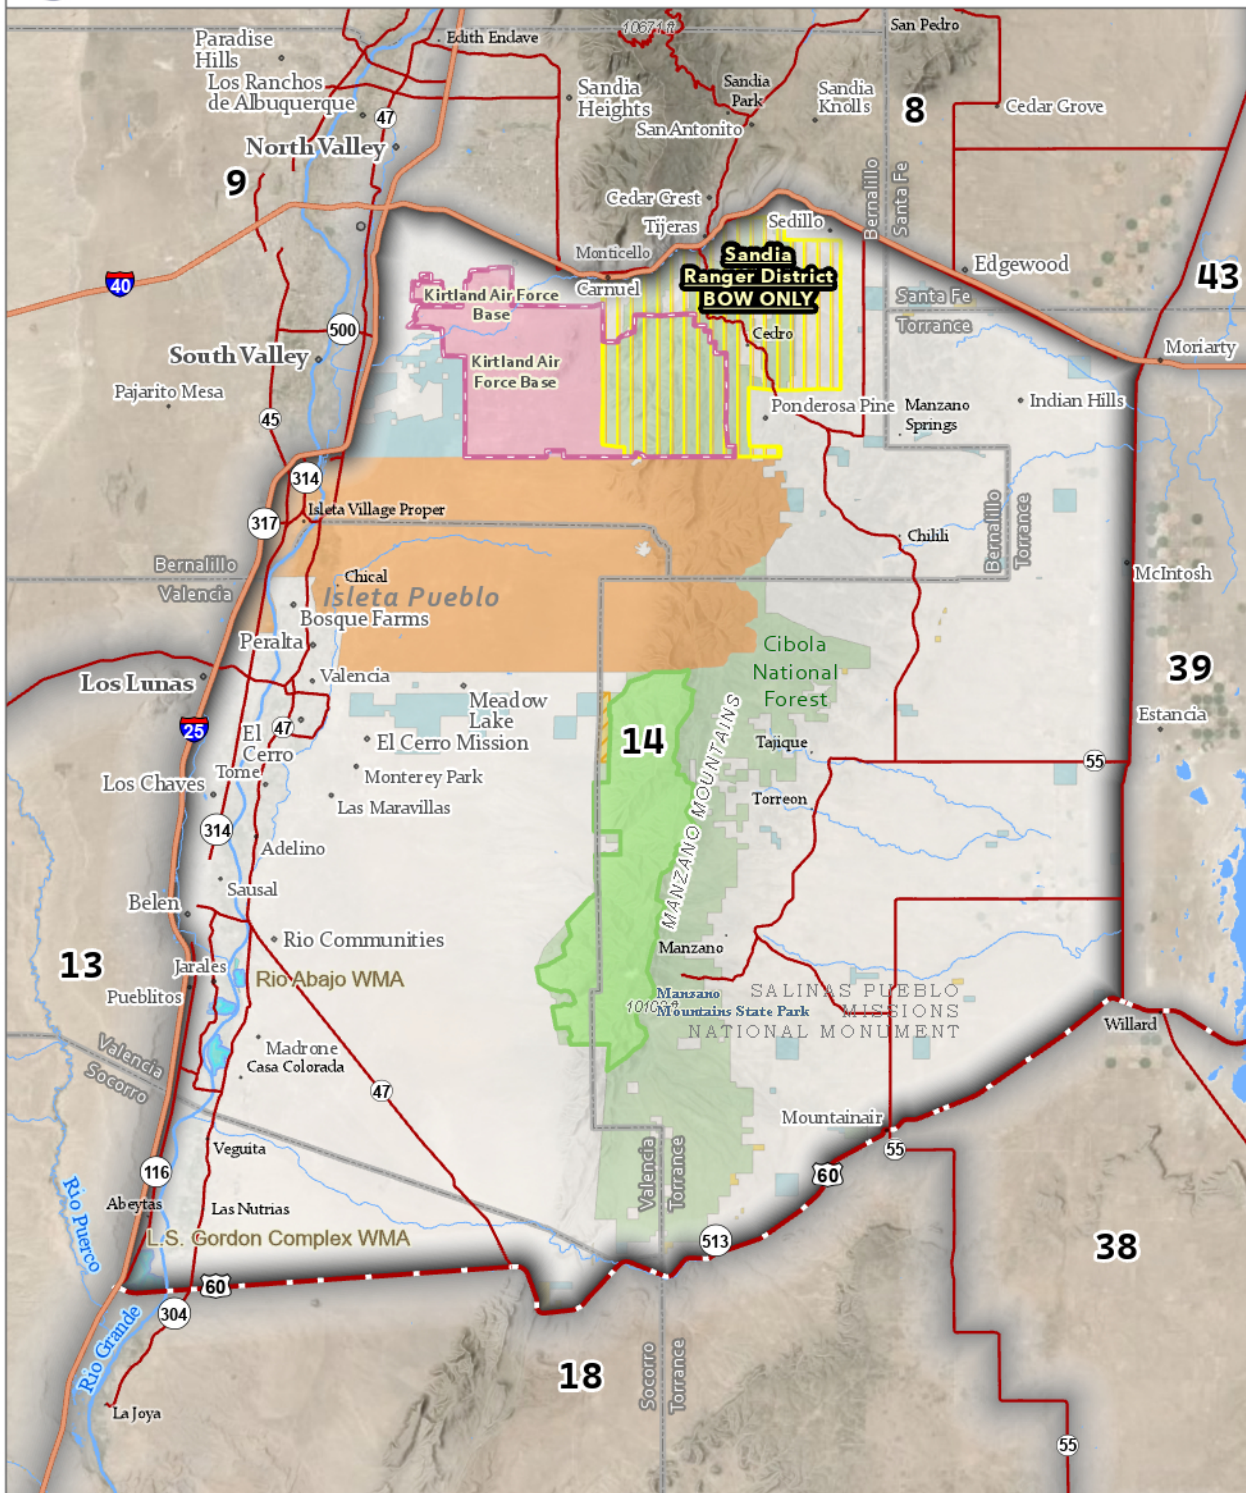 10671 ft
San Pedro
Paradise
Hills
Edith Endave
Los Ranchos
de Albuquerque
Sandia
Heights
Sandia
Park
Sandia
Knolls
8
Cedar Grove
47
San Antonito
North Valley
9
Bernalillo
Santa Fe
Cedar Crest
Tijeras
Sedillo
Monticello
Sandia
Ranger District
BOW ONLY
Edgewood
43
40
Carnuel
Kirtland Air Force
Base
Santa Fe
Torrance
500
Cedro
Moriarty
South Valley
Kirtland Air
Force Base
Pajarito Mesa
Ponderosa Pine
Manzano
Springs
Indian Hills
45
314
Isleta Village Proper
317
Bernalillo
Torrance
Chilili
Bernalillo
Valencia
Chical
Isleta Pueblo
McIntosh
Bosque Farms
Peralta
Cibola
National
Forest
39
Los Lunas
Valencia
Meadow
Lake
Estancia
25
47
El
Cerro
El Cerro Mission
14
MANZANO MOUNTAINS
Tajique
55
Tome
Los Chaves
Monterey Park
Las Maravillas
Torreon
314
Adelino
Sausal
Belen
Rio Communities
Manzano
13
Jarales
Rio Abajo WMA
Pueblitos
Manzano
Mountains State Park
SALINAS PUEBLO
MISSIONS
NATIONAL MONUMENT
Willard
Valencia
Socorro
Madrone
Casa Colorada
47
Mountainair
55
Veguita
Valencia
Torrance
116
60
Abeytas
Las Nutrias
Rio Puerco
L.S. Gordon Complex WMA
513
38
60
304
Rio Grande
18
Socorro
Torrance
La Joya
55